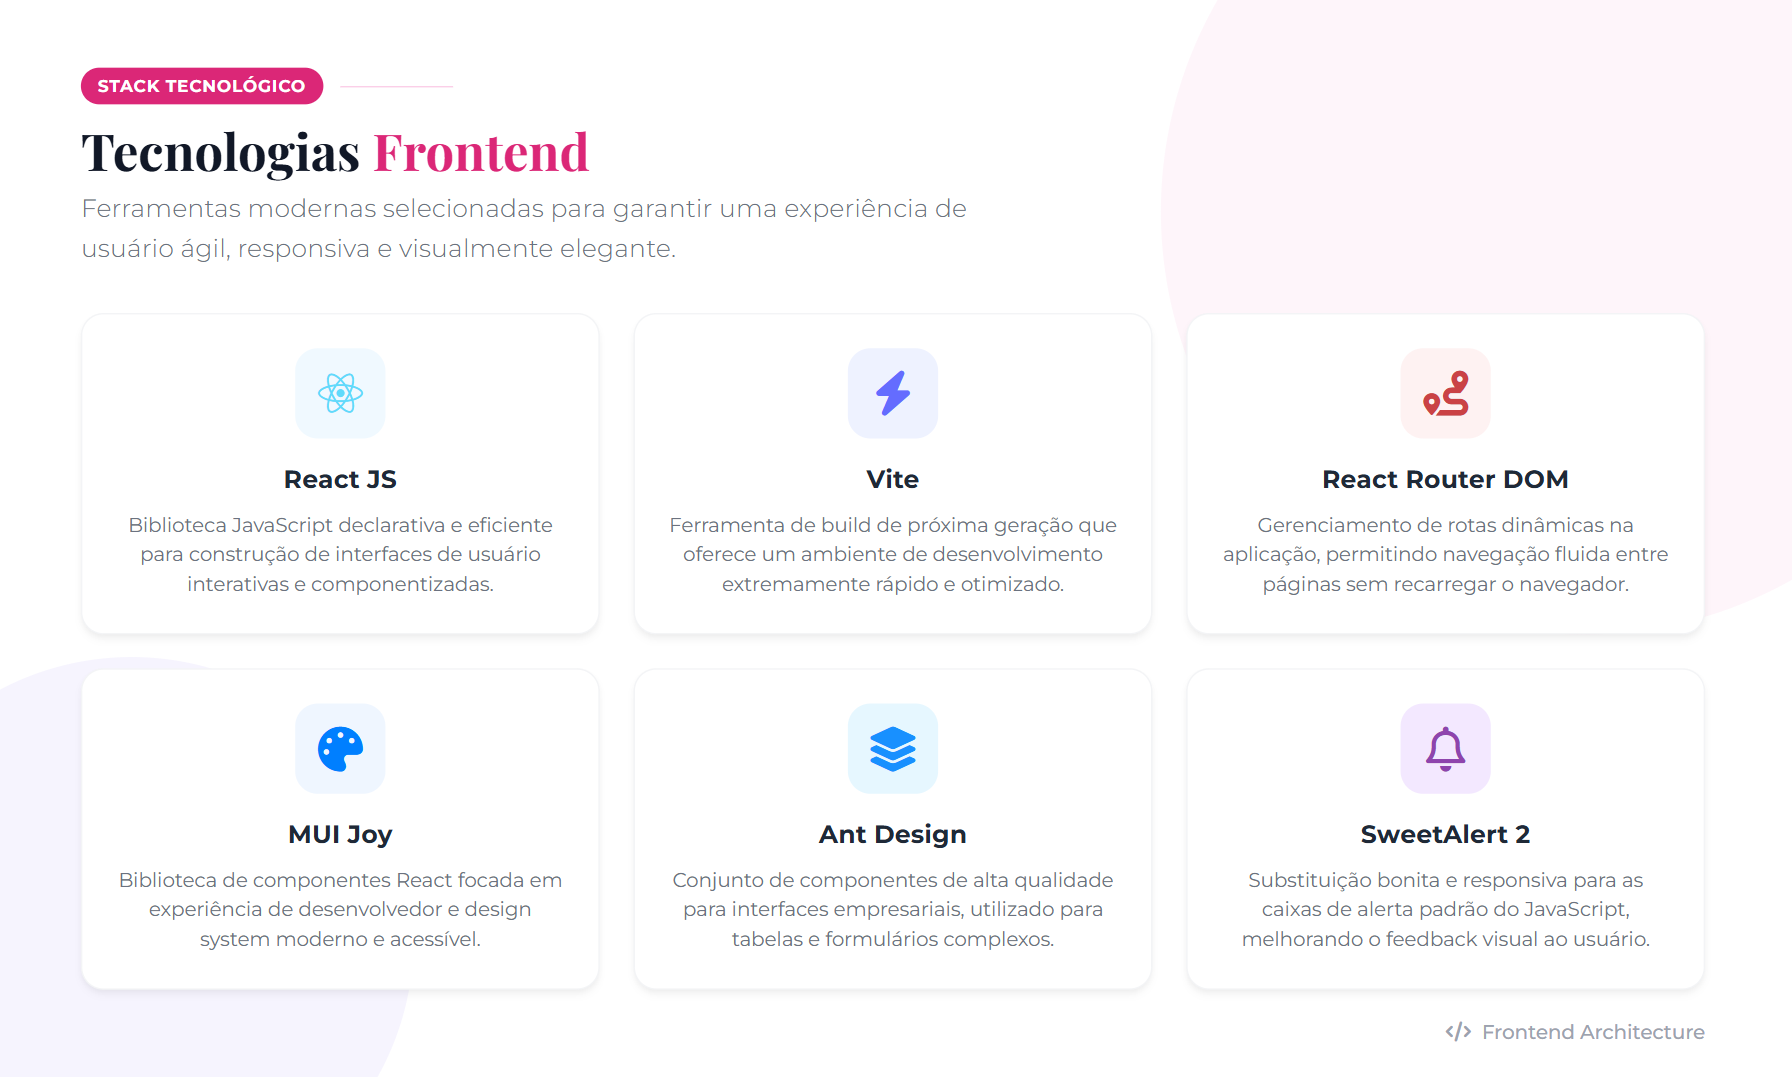 STACK TECNOLÓGICO
Tecnologias Frontend
Ferramentas modernas selecionadas para garantir uma experiência de
usuário ágil, responsiva e visualmente elegante.
React JS
Biblioteca JavaScript declarativa e eficiente
para construção de interfaces de usuário
interativas e componentizadas.
Vite
Ferramenta de build de próxima geração que
oferece um ambiente de desenvolvimento
extremamente rápido e otimizado.
React Router DOM
Gerenciamento de rotas dinâmicas na
aplicação, permitindo navegação fluida entre
páginas sem recarregar o navegador.
MUI Joy
Biblioteca de componentes React focada em
experiência de desenvolvedor e design
system moderno e acessível.
Ant Design
Conjunto de componentes de alta qualidade
para interfaces empresariais, utilizado para
tabelas e formulários complexos.
SweetAlert 2
Substituição bonita e responsiva para as
caixas de alerta padrão do JavaScript,
melhorando o feedback visual ao usuário.
Frontend Architecture